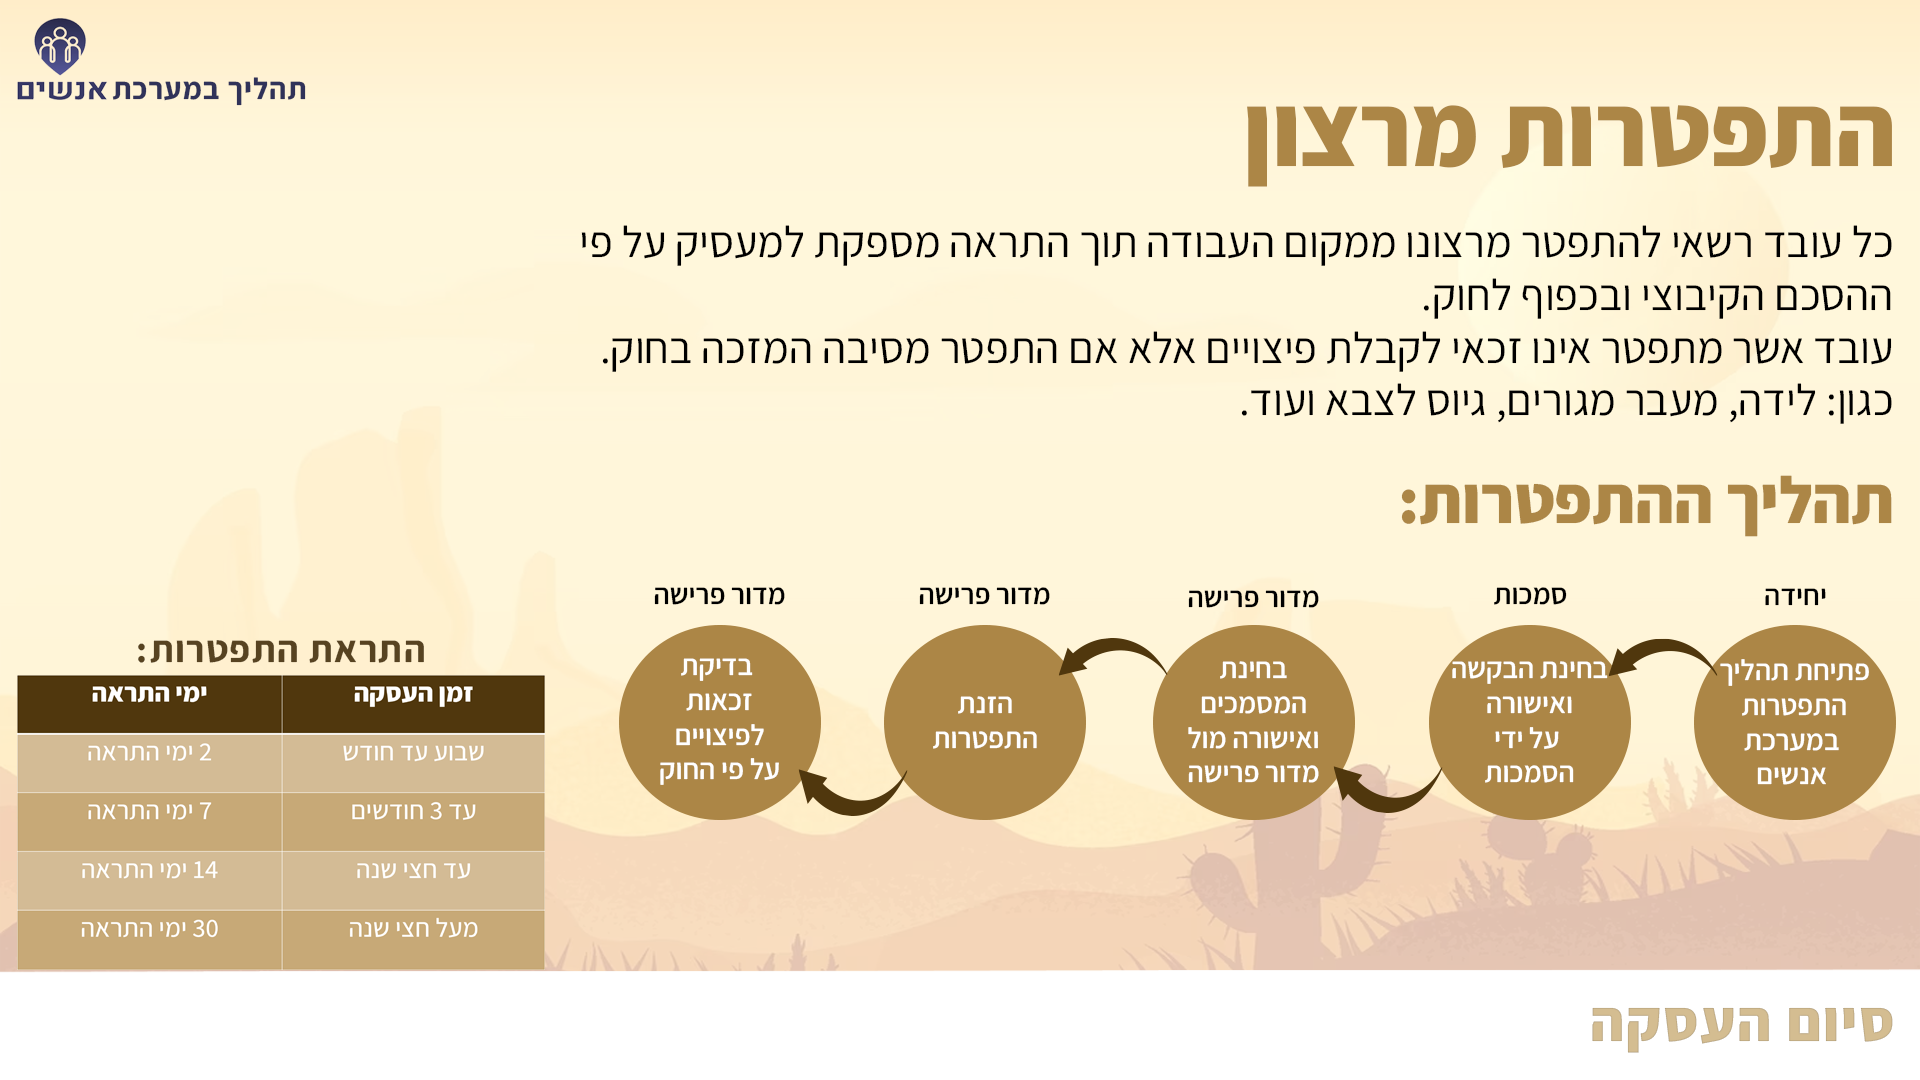 תהליך במערכת אנשים
התפטרות מרצון
כל עובד רשאי להתפטר מרצונו ממקום העבודה תוך התראה מספקת למעסיק על פי
ההסכם הקיבוצי ובכפוף לחוק.
עובד אשר מתפטר אינו זכאי לקבלת פיצויים אלא אם התפטר מסיבה המזכה בחוק.
כגון: לידה, מעבר מגורים, גיוס לצבא ועוד.
תהליך ההתפטרות:
יחידה
פתיחת תהליך
התפטרות
במערכת
אנשים
סמכות
בחינת הבקשה
ואישורה
על ידי
הסמכות
מדור פרישה
בחינת
המסמכים
ואישורה מול
מדור פרישה
מדור פרישה
הזנת
התפטרות
מדור פרישה
בדיקת
זכאות
לפיצויים
על פי החוק
התראת התפטרות:
זמן העסקה ימי התראה
שבוע עד חודש 2 ימי התראה
עד 3 חודשים 7 ימי התראה
עד חצי שנה 14 ימי התראה
מעל חצי שנה 30 ימי התראה
סיום העסקה